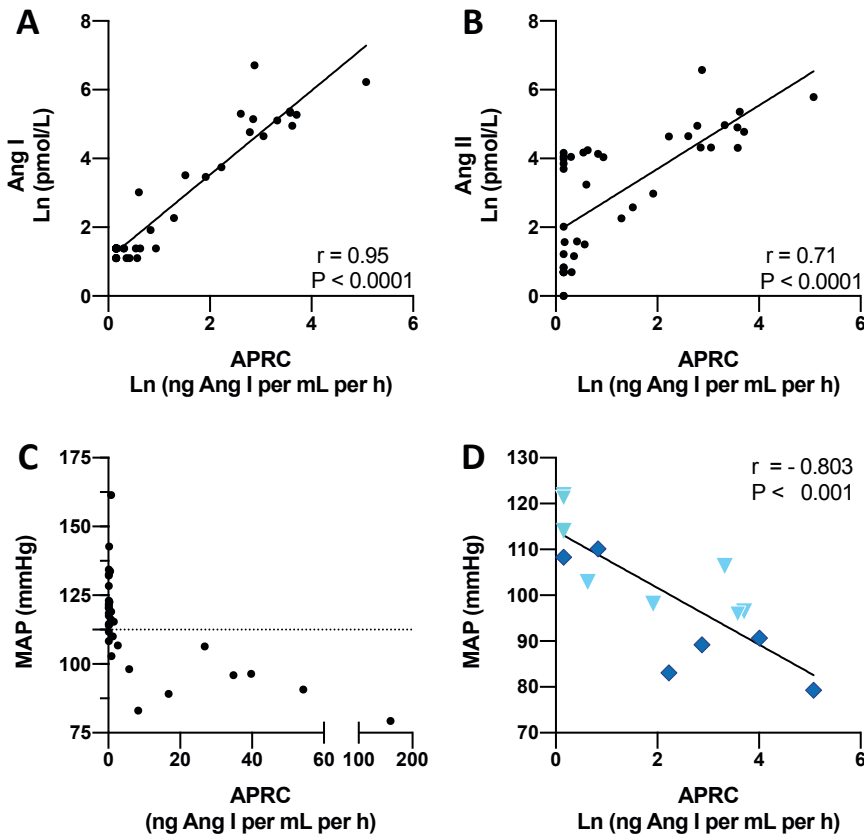 A
8
6
4
2
0
Ang I
Ln (pmol/L)
r = 0.95
P < 0.0001
0 2 4 6
APRC
Ln (ng Ang I per mL per h)
B
8
6
4
2
0
Ang II
Ln (pmol/L)
r = 0.71
P < 0.0001
0 2 4 6
APRC
Ln (ng Ang I per mL per h)
C
175
150
125
100
75
MAP (mmHg)
0 20 40 60 100 200
APRC
(ng Ang I per mL per h)
D
130
120
110
100
90
80
70
MAP (mmHg)
r = - 0.803
P < 0.001
0 2 4 6
APRC
Ln (ng Ang I per mL per h)